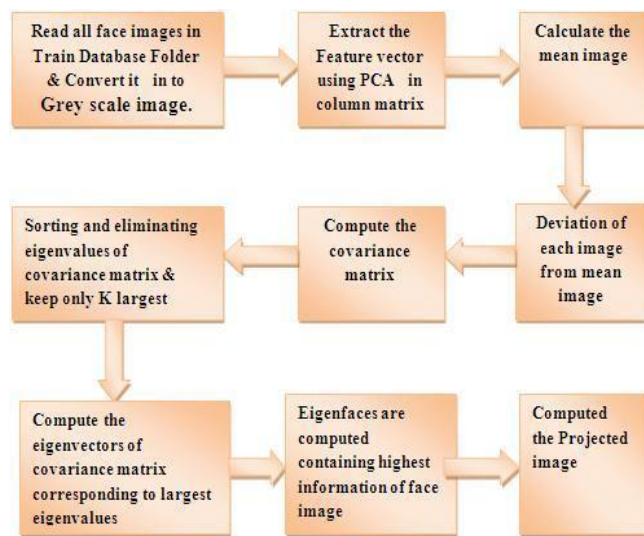 Read all face images in
Train Database Folder
& Convert it in to
Grey scale image.
Extract the
Feature vector
using PCA in
column matrix
Calculate the
mean image
Deviation of
each image
from mean
image
Compute the
covariance
matrix
Sorting and eliminating
eigenvalues of
covariance matrix &
keep only K largest
Compute the
eigenvectors of
covariance matrix
corresponding to largest
eigenvalues
Eigenfaces are
computed
containing highest
information of face
image
Computed
the Projected
image